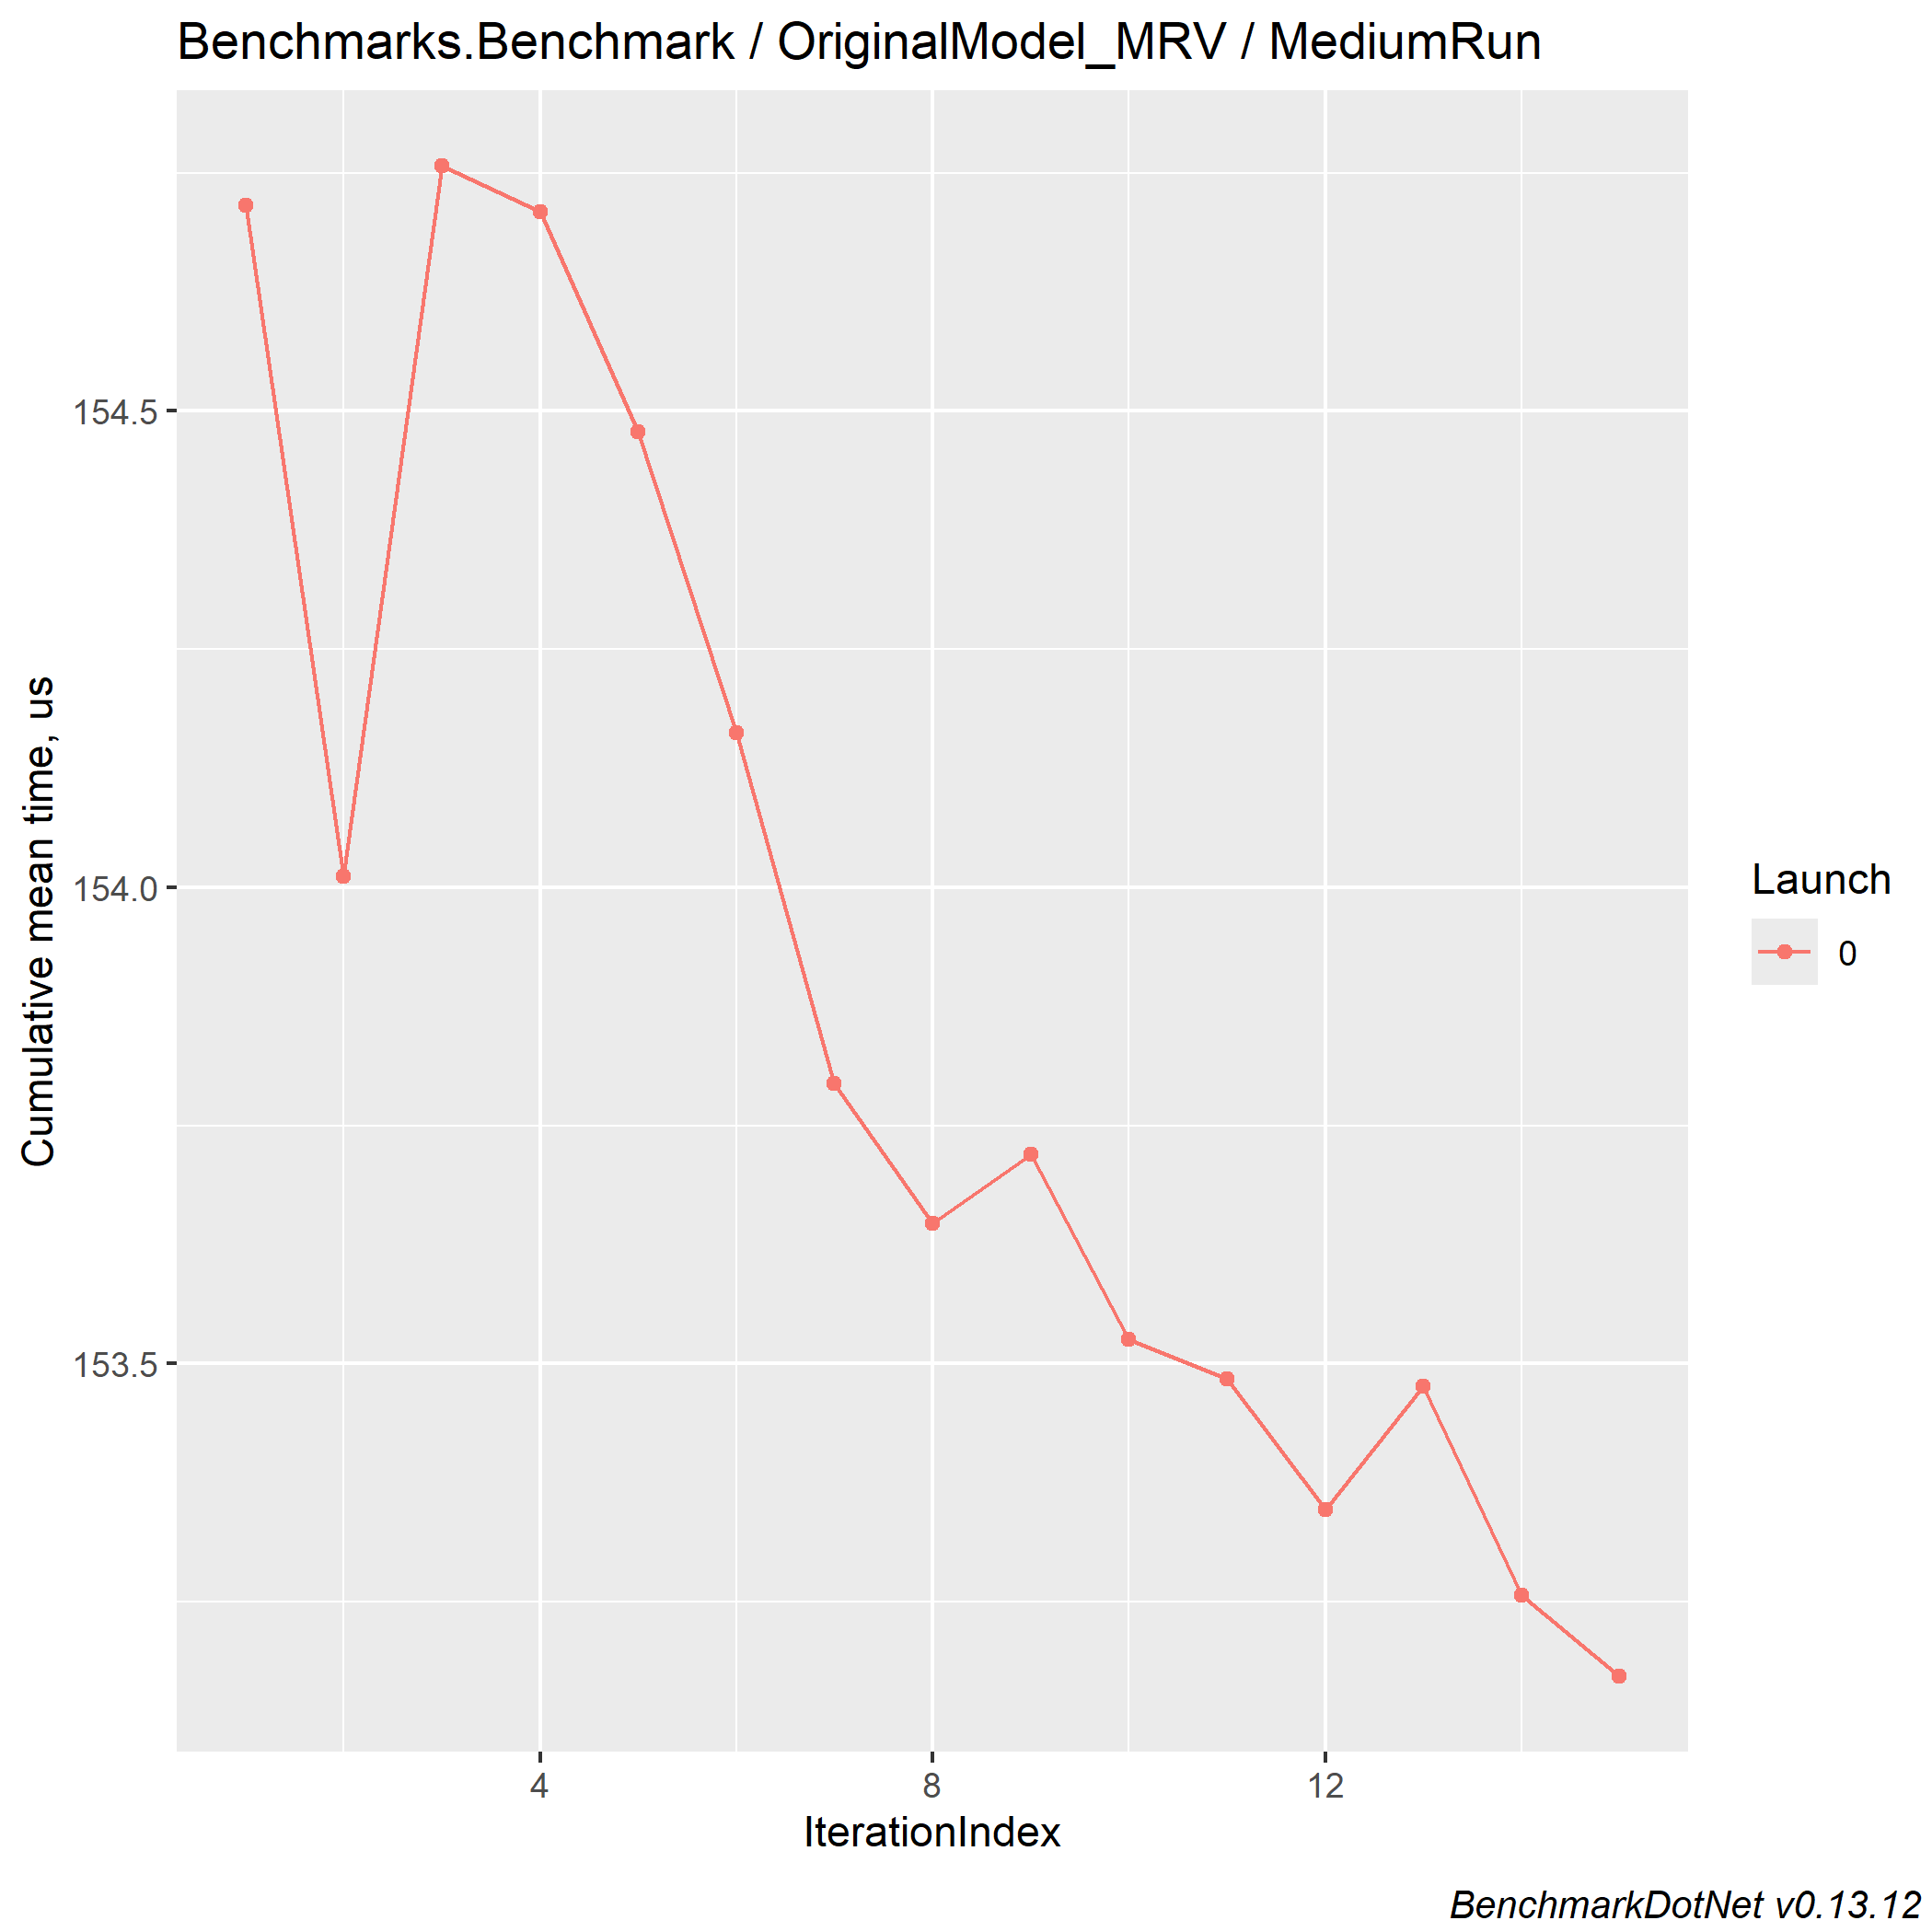 Benchmarks.Benchmark / OriginalModel_MRV / MediumRun
Cumulative mean time, us
154.5
154.0
153.5
4
8
12
IterationIndex
Launch
0
BenchmarkDotNet v0.13.12